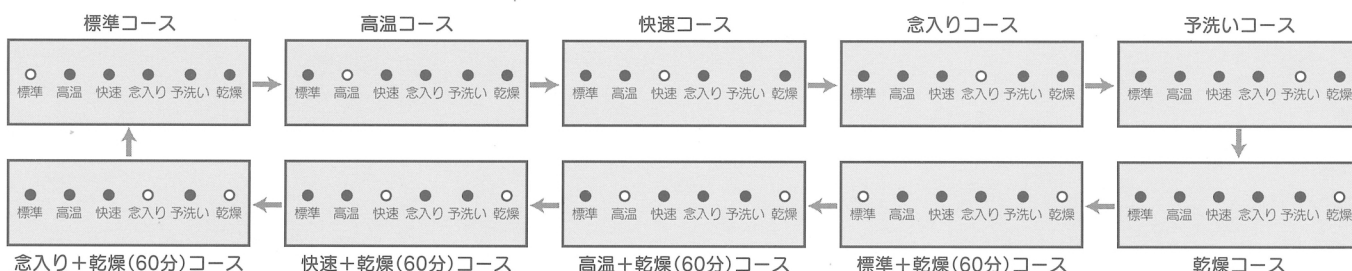 標準コース
高温コース
快速コース
念入りコース
予洗いコース
標準 高温 快速 念入り 予洗い 乾燥
標準 高温 快速 念入り 予洗い 乾燥
標準 高温 快速 念入り 予洗い 乾燥
標準 高温 快速 念入り 予洗い 乾燥
標準 高温 快速 念入り 予洗い 乾燥
標準 高温 快速 念入り 予洗い 乾燥
標準 高温 快速 念入り 予洗い 乾燥
標準 高温 快速 念入り 予洗い 乾燥
標準 高温 快速 念入り 予洗い 乾燥
標準 高温 快速 念入り 予洗い 乾燥
念入り+乾燥(60分)コース
快速+乾燥(60分)コース
高温+乾燥(60分)コース
標準+乾燥(60分)コース
乾燥コース